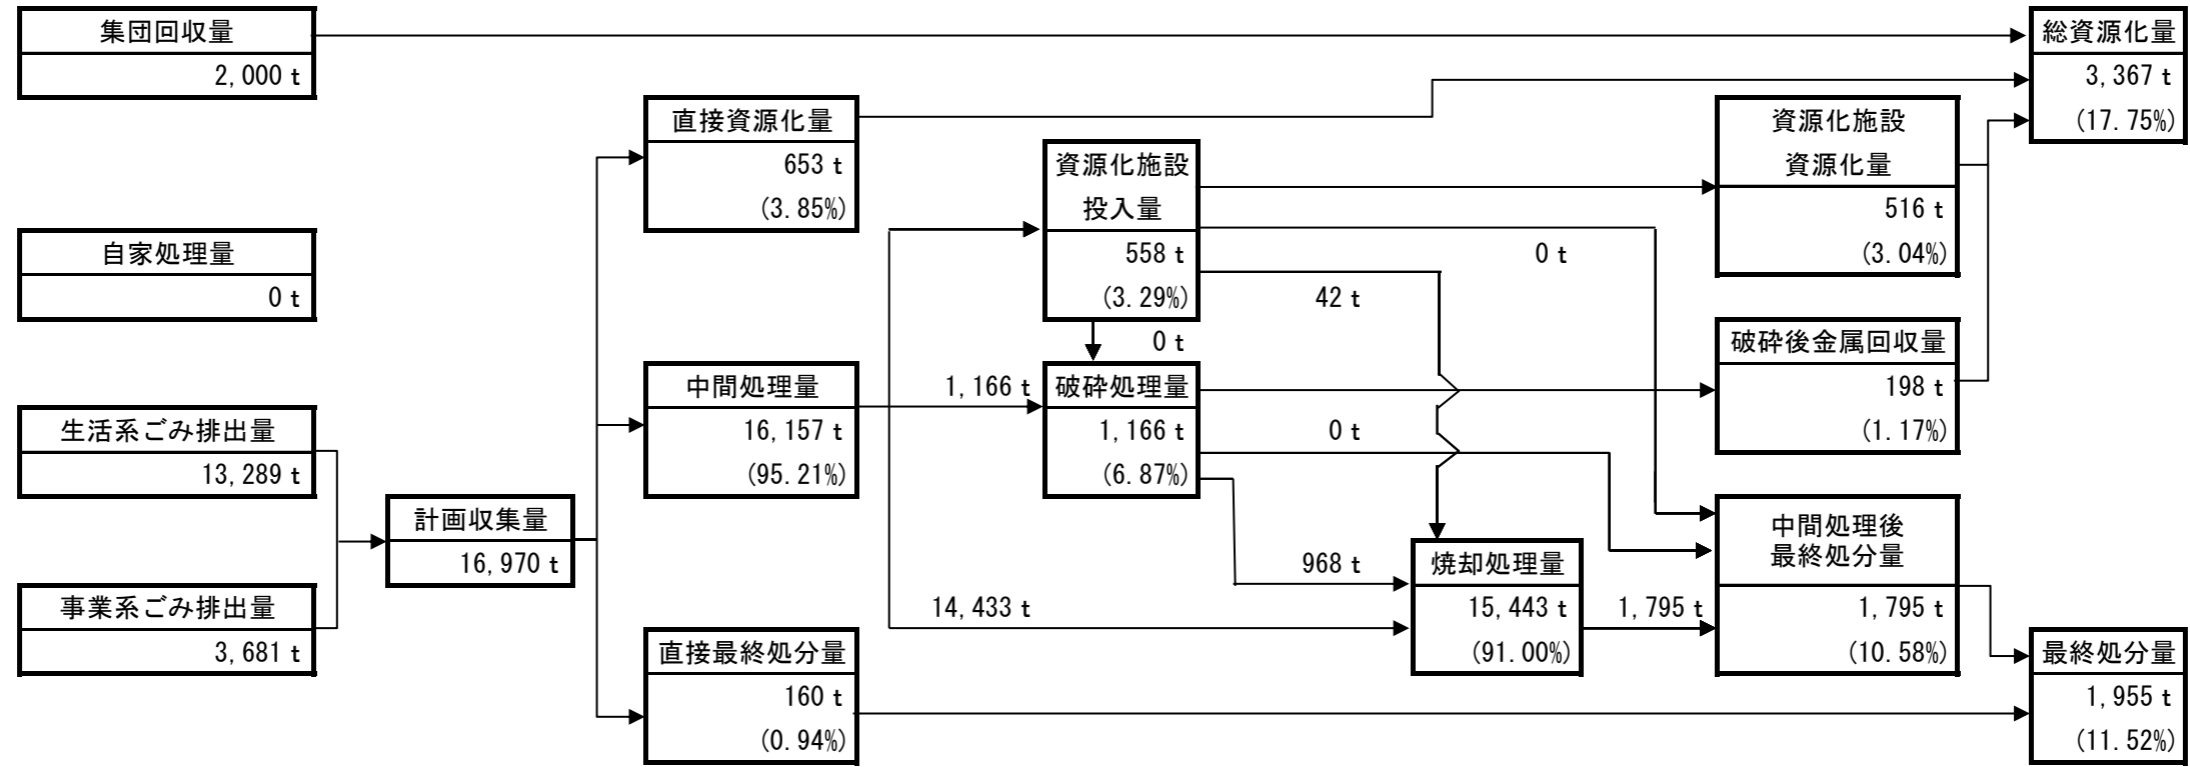 集団回収量
2,000 t
総資源化量
3,367 t
(17.75%)
直接資源化量
653 t
(3.85%)
資源化施設
投入量
558 t
(3.29%)
資源化施設
資源化量
516 t
(3.04%)
自家処理量
0 t
0 t
42 t
0 t
破砕後金属回収量
198 t
(1.17%)
中間処理量
16,157 t
(95.21%)
1,166 t
破砕処理量
1,166 t
(6.87%)
0 t
生活系ごみ排出量
13,289 t
計画収集量
16,970 t
事業系ごみ排出量
3,681 t
968 t
14,433 t
焼却処理量
15,443 t
(91.00%)
1,795 t
中間処理後
最終処分量
1,795 t
(10.58%)
直接最終処分量
160 t
(0.94%)
最終処分量
1,955 t
(11.52%)